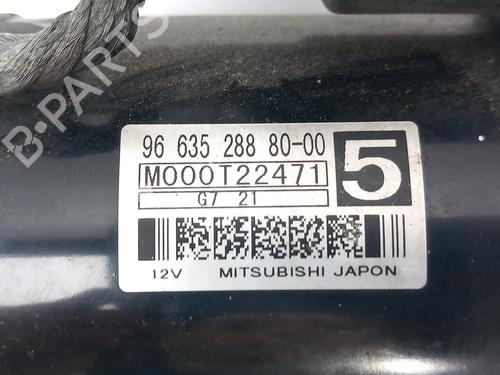 96 635 288 80-00
5
M000T22471
G7 21
12V MITSUBISHI JAPON
B-PARTS